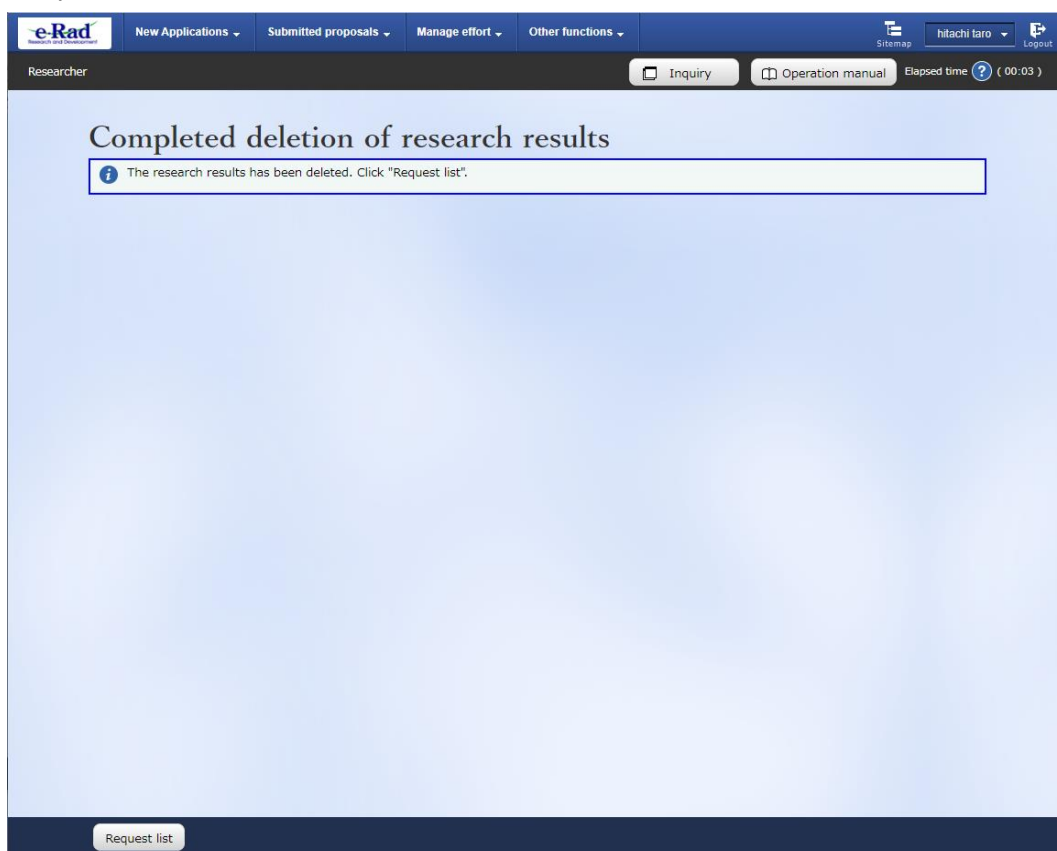 e-Rad
Research and Development
New Applications
Submitted proposals
Manage effort
Other functions
Sitemap
hitachi taro
Logout
Researcher
Inquiry
Operation manual
Elapsed time ? ( 00:03 )
Completed deletion of research results
i The research results has been deleted. Click "Request list".
Request list